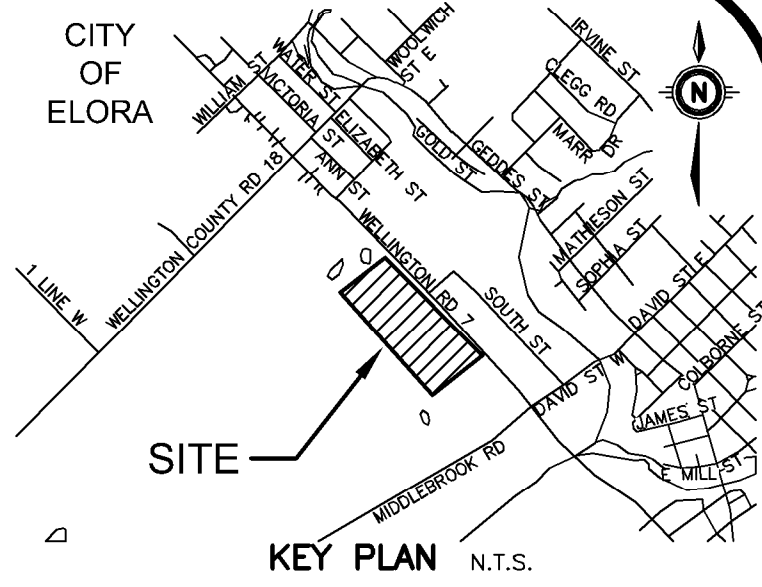 CITY
OF
ELORA
WILLIAM ST
VICTORIA ST
WATER ST
ELIZABETH ST
ANN ST
WOOLWICH
ST E
IRVINE ST
CLEGG RD
MARR DR
GOLD ST
GEDDES ST
N
WELLINGTON COUNTY RD 18
1 LINE W
WELLINGTON RD 7
MATHIESON ST
SOPHIA ST
SOUTH ST
DAVID ST E
DAVID ST W
COLBORNE ST
JAMES ST
E MILL ST
MIDDLEBROOK RD
SITE
KEY PLAN N.T.S.